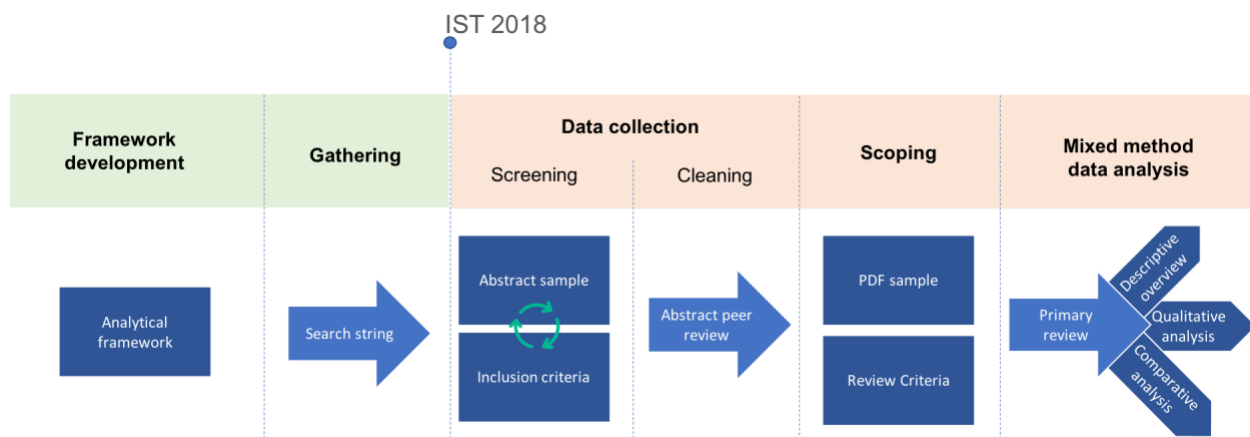 IST 2018
Framework
development
Gathering
Data collection
Screening
Cleaning
Scoping
Mixed method
data analysis
Analytical
framework
Search string
Abstract sample
Inclusion criteria
Abstract peer
review
PDF sample
Review Criteria
Primary
review
Descriptive
overview
Qualitative
analysis
Comparative
analysis